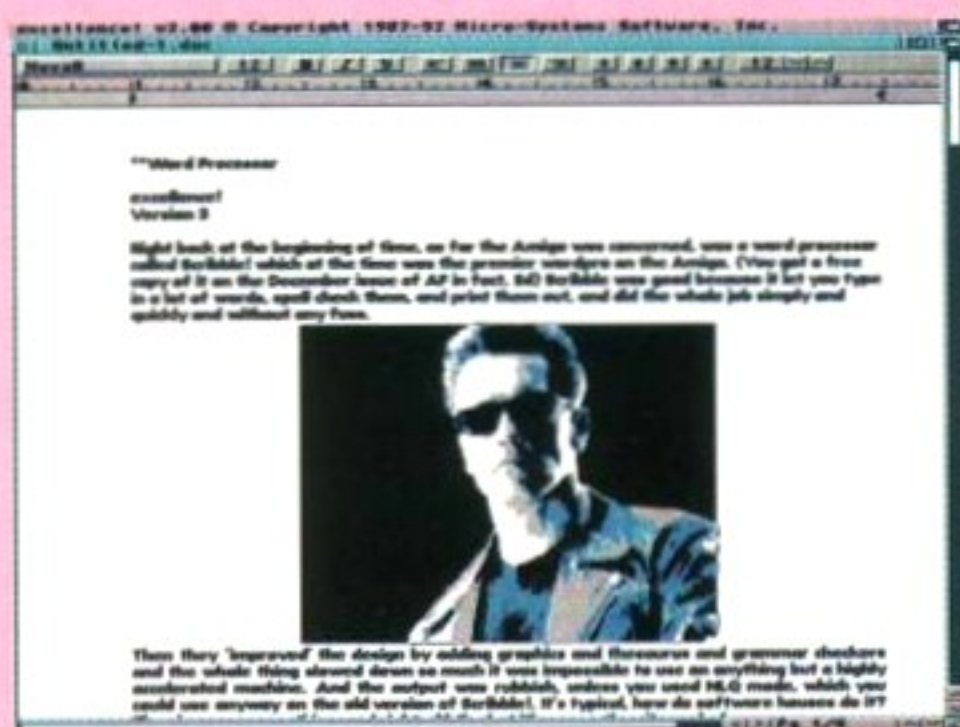 excellence! v2.00 © Copyright 1987-92 Micro-Systems Software, Inc.
Untitled-1.doc
**Word Processor
excellence!
Version 3
Right back at the beginning of time, as far the Amiga was concerned, was a word processor
called Scribble! which at the time was the premier wordpro on the Amiga. (You got a free
copy of it on the December issue of AF in fact. Ed) Scribble was good because it let you type
in a lot of words, spell check them, and print them out, and did the whole job simply and
quickly and without any fuss.
Then they 'improved' the design by adding graphics and thesaurus and grammar checkers
and the whole thing slowed down so much it was impossible to use on anything but a highly
accelerated machine. And the output was rubbish, unless you used NLQ mode, which you
could use anyway on the old version of Scribble!. It's typical, how do software houses do it?